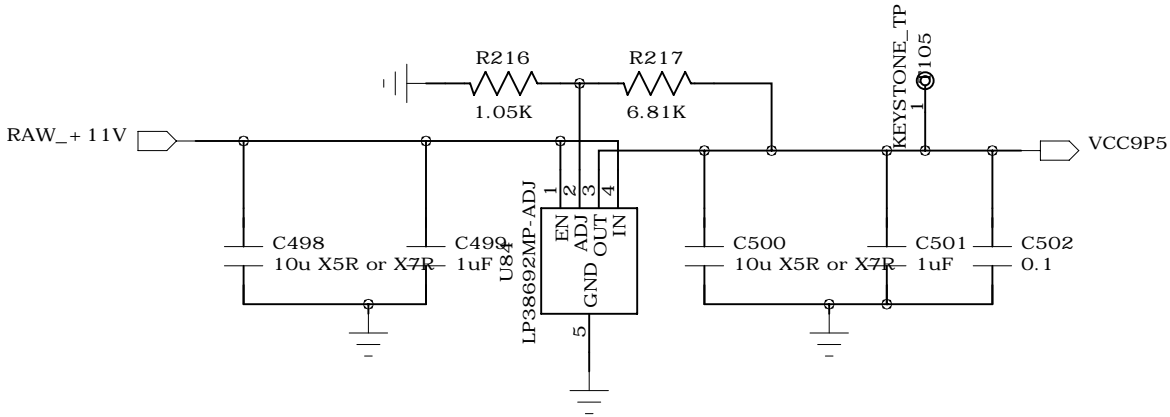 R216
R217
1.05K
6.81K
KEYSTONE_TP
105
1
RAW_+ 11V
VCC9P5
1
2
3
4
EN
ADJ
OUT
IN
GND
5
U84
LP38692MP-ADJ
C498
10u X5R or X7R
C499
1uF
C500
10u X5R or X7R
C501
1uF
C502
0.1